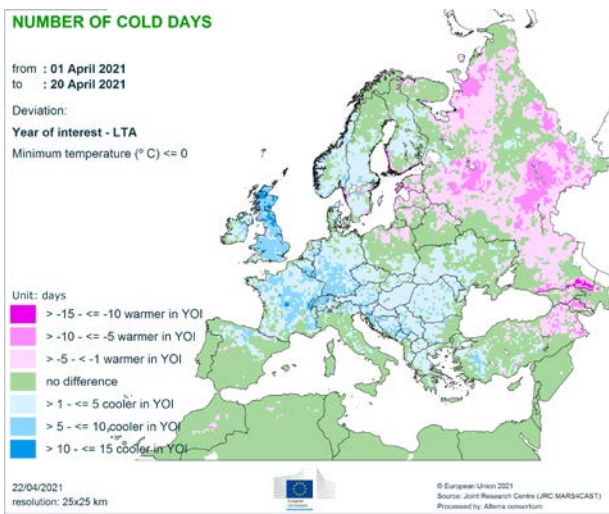 NUMBER OF COLD DAYS
from : 01 April 2021
to : 20 April 2021
Deviation:
Year of interest - LTA
Minimum temperature (º C) <= 0
Unit: days
> -15 - <= -10 warmer in YOI
> -10 - <= -5 warmer in YOI
> -5 - < -1 warmer in YOI
no difference
> 1 - <= 5 cooler in YOI
> 5 - <= 10 cooler in YOI
> 10 - <= 15 cooler in YOI
22/04/2021
resolution: 25x25 km
European
Commission
© European Union 2021
Source: Joint Research Centre (JRC MARS4CAST)
Processed by: Alterra consortium